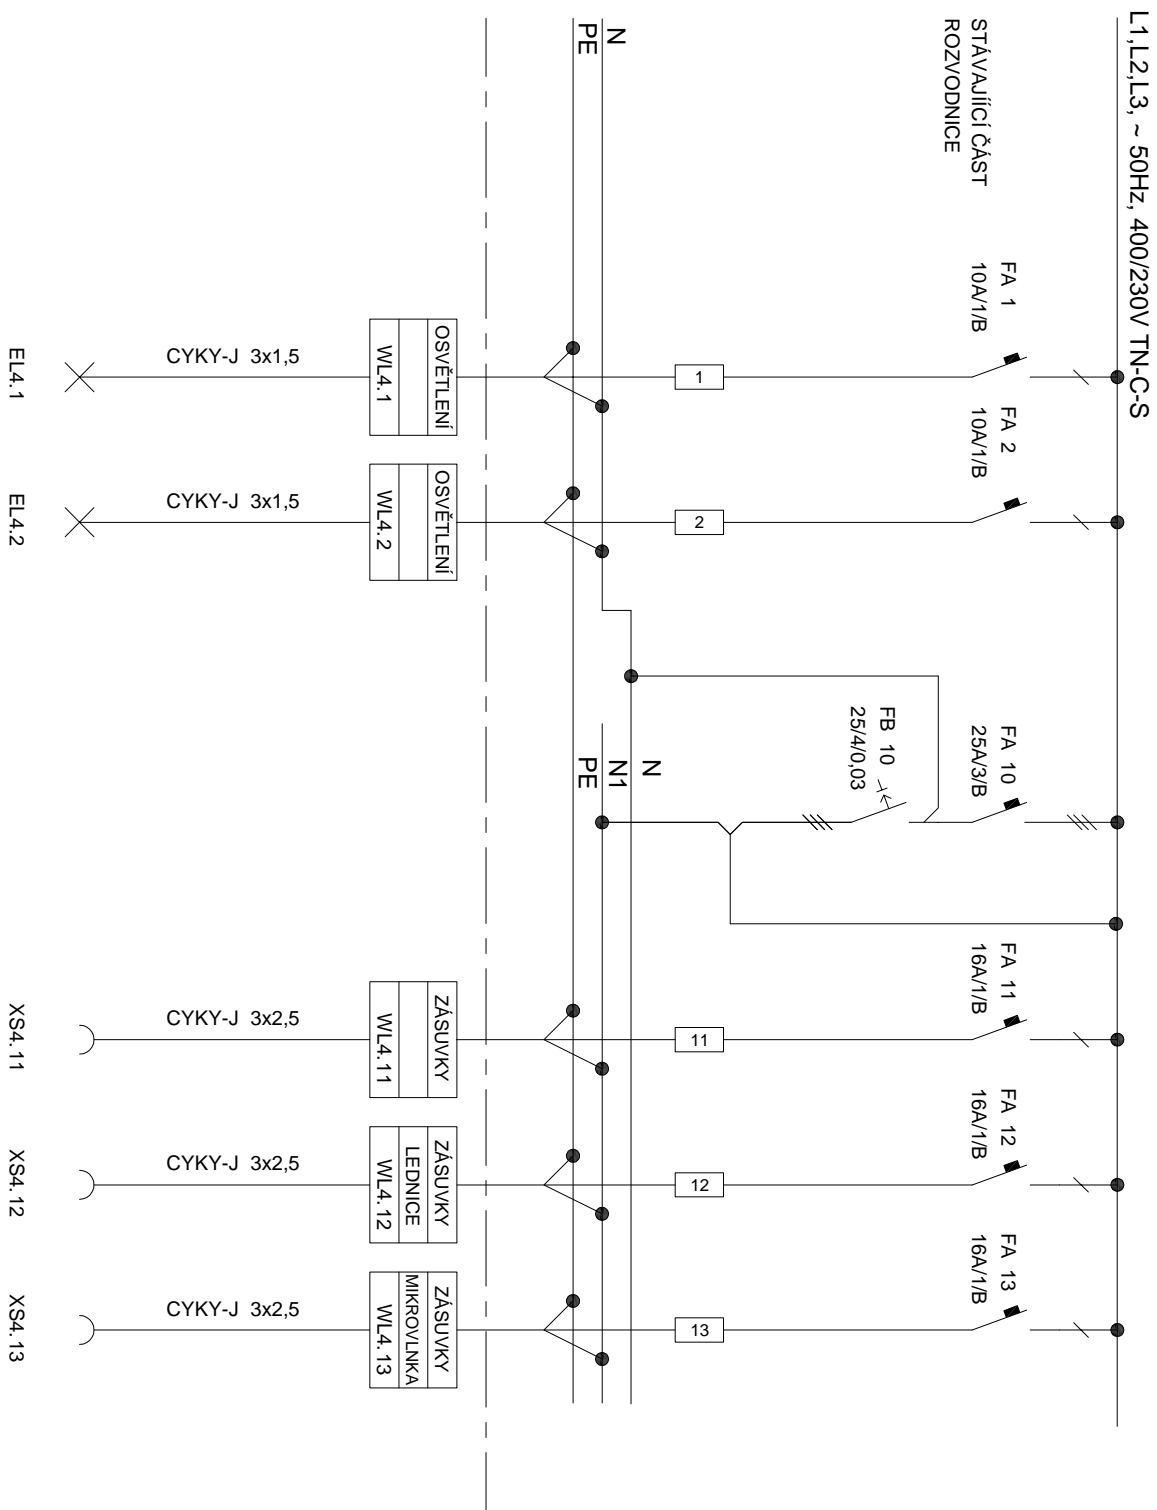 L1,L2,L3, ~ 50Hz, 400/230V TN-C-S
STÁVAJÍÍCÍ ČÁST
ROZVODNICE
FA 1
10A/1/B
FA 2
10A/1/B
FA 10
25A/3/B
FB 10
25/4/0,03
FA 11
16A/1/B
FA 12
16A/1/B
FA 13
16A/1/B
1
2
11
12
13
N
PE
N
N1
PE
OSVĚTLENÍ
WL4.1
OSVĚTLENÍ
WL4.2
ZÁSUVKY
WL4.11
ZÁSUVKY
LEDNICE
WL4.12
ZÁSUVKY
MIKROVLNKA
WL4.13
CYKY-J 3x1,5
CYKY-J 3x1,5
CYKY-J 3x2,5
CYKY-J 3x2,5
CYKY-J 3x2,5
EL4.1
EL4.2
XS4.11
XS4.12
XS4.13